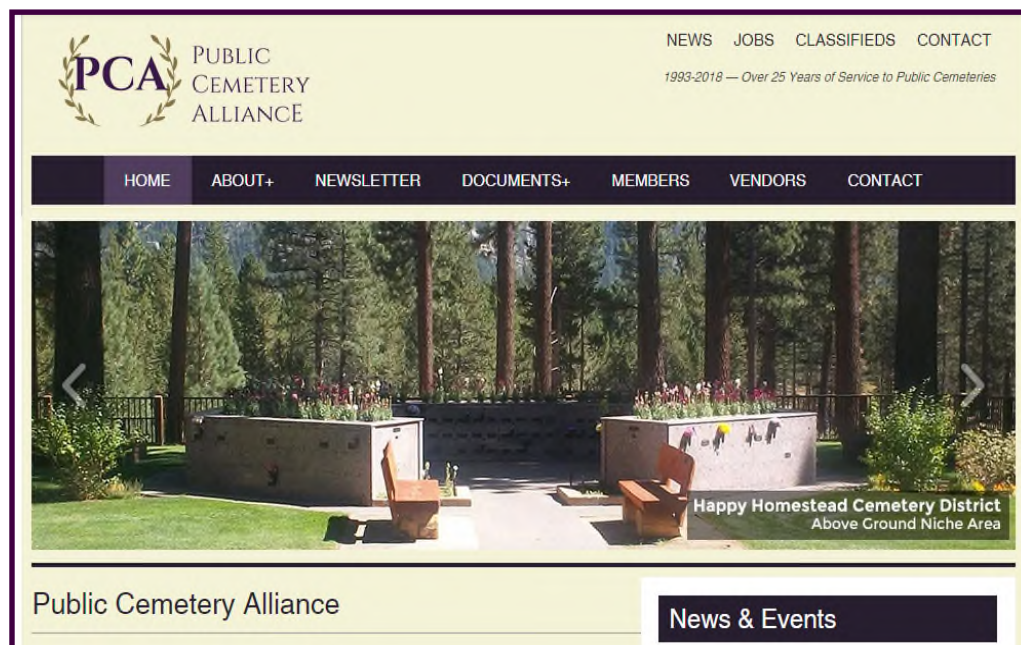 PCA
PUBLIC
CEMETERY
ALLIANCE
NEWS JOBS CLASSIFIEDS CONTACT
1993-2018 — Over 25 Years of Service to Public Cemeteries
HOME ABOUT+ NEWSLETTER DOCUMENTS+ MEMBERS VENDORS CONTACT
Happy Homestead Cemetery District
Above Ground Niche Area
Public Cemetery Alliance
News & Events